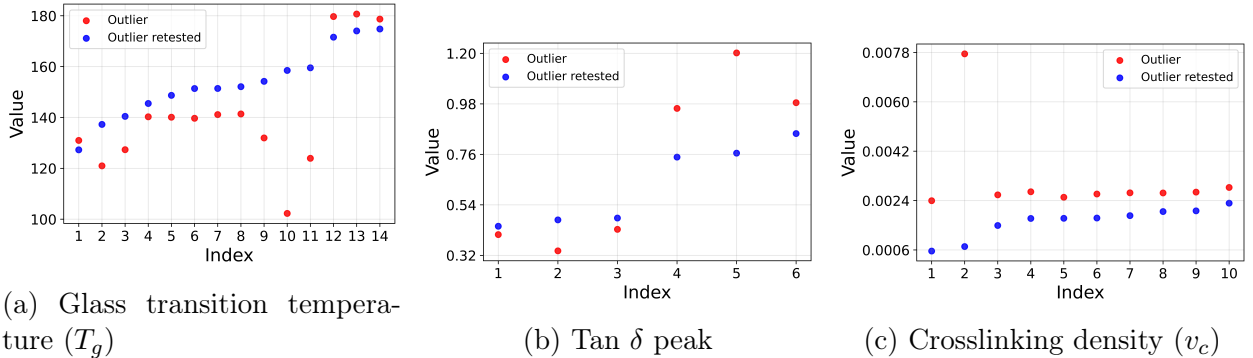 180
160
140
120
100
Value
Outlier
Outlier retested
1 2 3 4 5 6 7 8 9 10 11 12 13 14
Index
(a) Glass transition tempera-
ture (T_g)
1.20
0.98
0.76
0.54
0.32
Value
Outlier
Outlier retested
1 2 3 4 5 6
Index
(b) Tan δ peak
0.0078
0.0060
0.0042
0.0024
0.0006
Value
Outlier
Outlier retested
1 2 3 4 5 6 7 8 9 10
Index
(c) Crosslinking density (v_c)